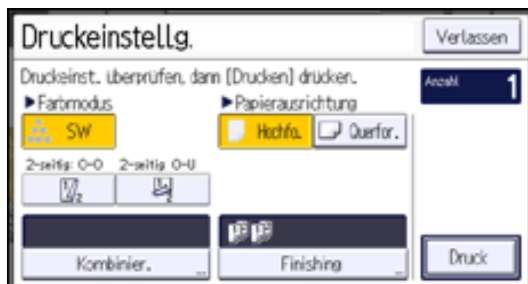 Druckeinstellg.
Verlassen
Druckeinst. überprüfen, dann [Drucken] drücken.
Anzahl 1
►Farbmodus ►Papierausrichtung
SW Hochfo. Querfor.
2-seitig: O-O 2-seitig O-U
Kombinier. Finishing
Druck